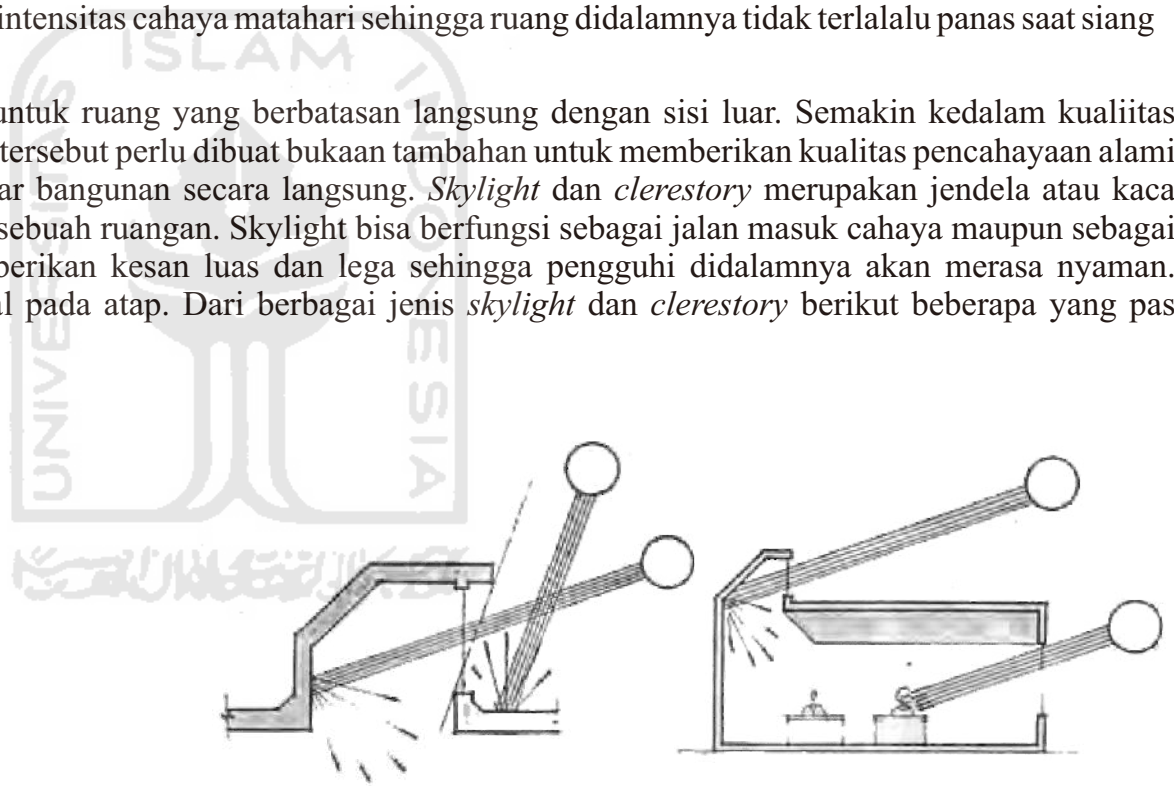 intensitas cahaya matahari sehingga ruang didalamnya tidak terlalalu panas saat siang
untuk ruang yang berbatasan langsung dengan sisi luar. Semakin kedalam kualiitas
tersebut perlu dibuat bukaan tambahan untuk memberikan kualitas pencahayaan alami
ar bangunan secara langsung. Skylight dan clerestory merupakan jendela atau kaca
sebuah ruangan. Skylight bisa berfungsi sebagai jalan masuk cahaya maupun sebagai
berikan kesan luas dan lega sehingga pengguhi didalamnya akan merasa nyaman.
al pada atap. Dari berbagai jenis skylight dan clerestory berikut beberapa yang pas
ISLAM
UNIVERSITAS
INDONESIA